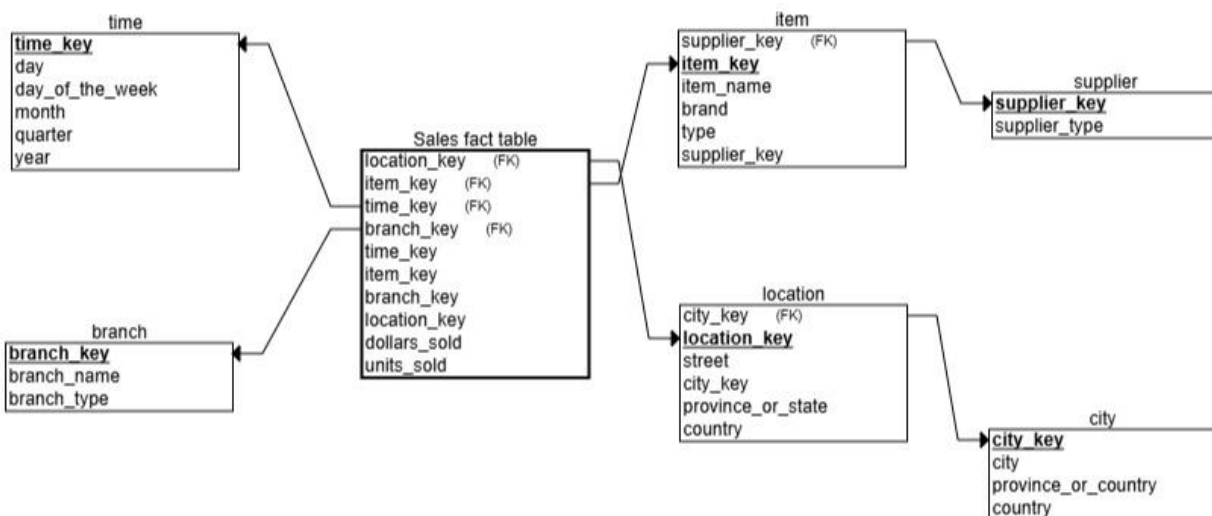 time
time_key
day
day_of_the_week
month
quarter
year
branch
branch_key
branch_name
branch_type
Sales fact table
location_key (FK)
item_key (FK)
time_key (FK)
branch_key (FK)
time_key
item_key
branch_key
location_key
dollars_sold
units_sold
item
supplier_key (FK)
item_key
item_name
brand
type
supplier_key
location
city_key (FK)
location_key
street
city_key
province_or_state
country
supplier
supplier_key
supplier_type
city
city_key
city
province_or_country
country